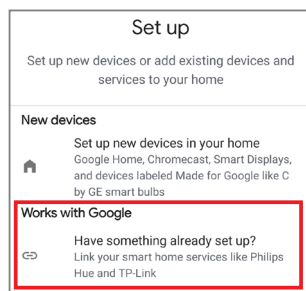 Set up
Set up new devices or add existing devices and
services to your home
New devices
Set up new devices in your home
Google Home, Chromecast, Smart Displays,
and devices labeled Made for Google like C
by GE smart bulbs
Works with Google
Have something already set up?
Link your smart home services like Philips
Hue and TP-Link